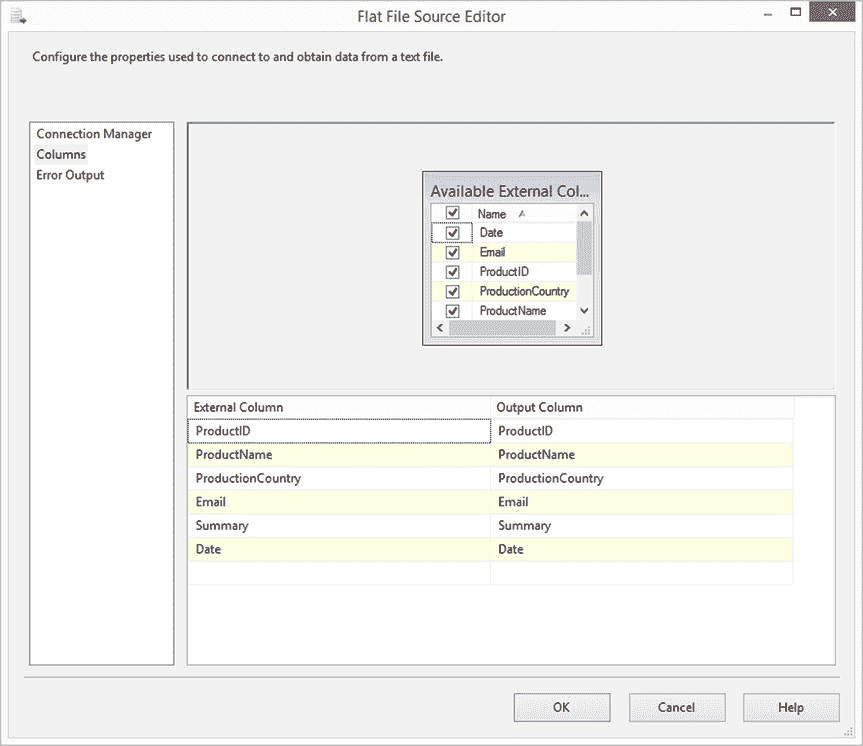 Flat File Source Editor
Configure the properties used to connect to and obtain data from a text file.
Connection Manager
Columns
Error Output
Available External Col...
Name
Date
Email
ProductID
ProductionCountry
ProductName
External Column Output Column
ProductID ProductID
ProductName ProductName
ProductionCountry ProductionCountry
Email Email
Summary Summary
Date Date
OK Cancel Help